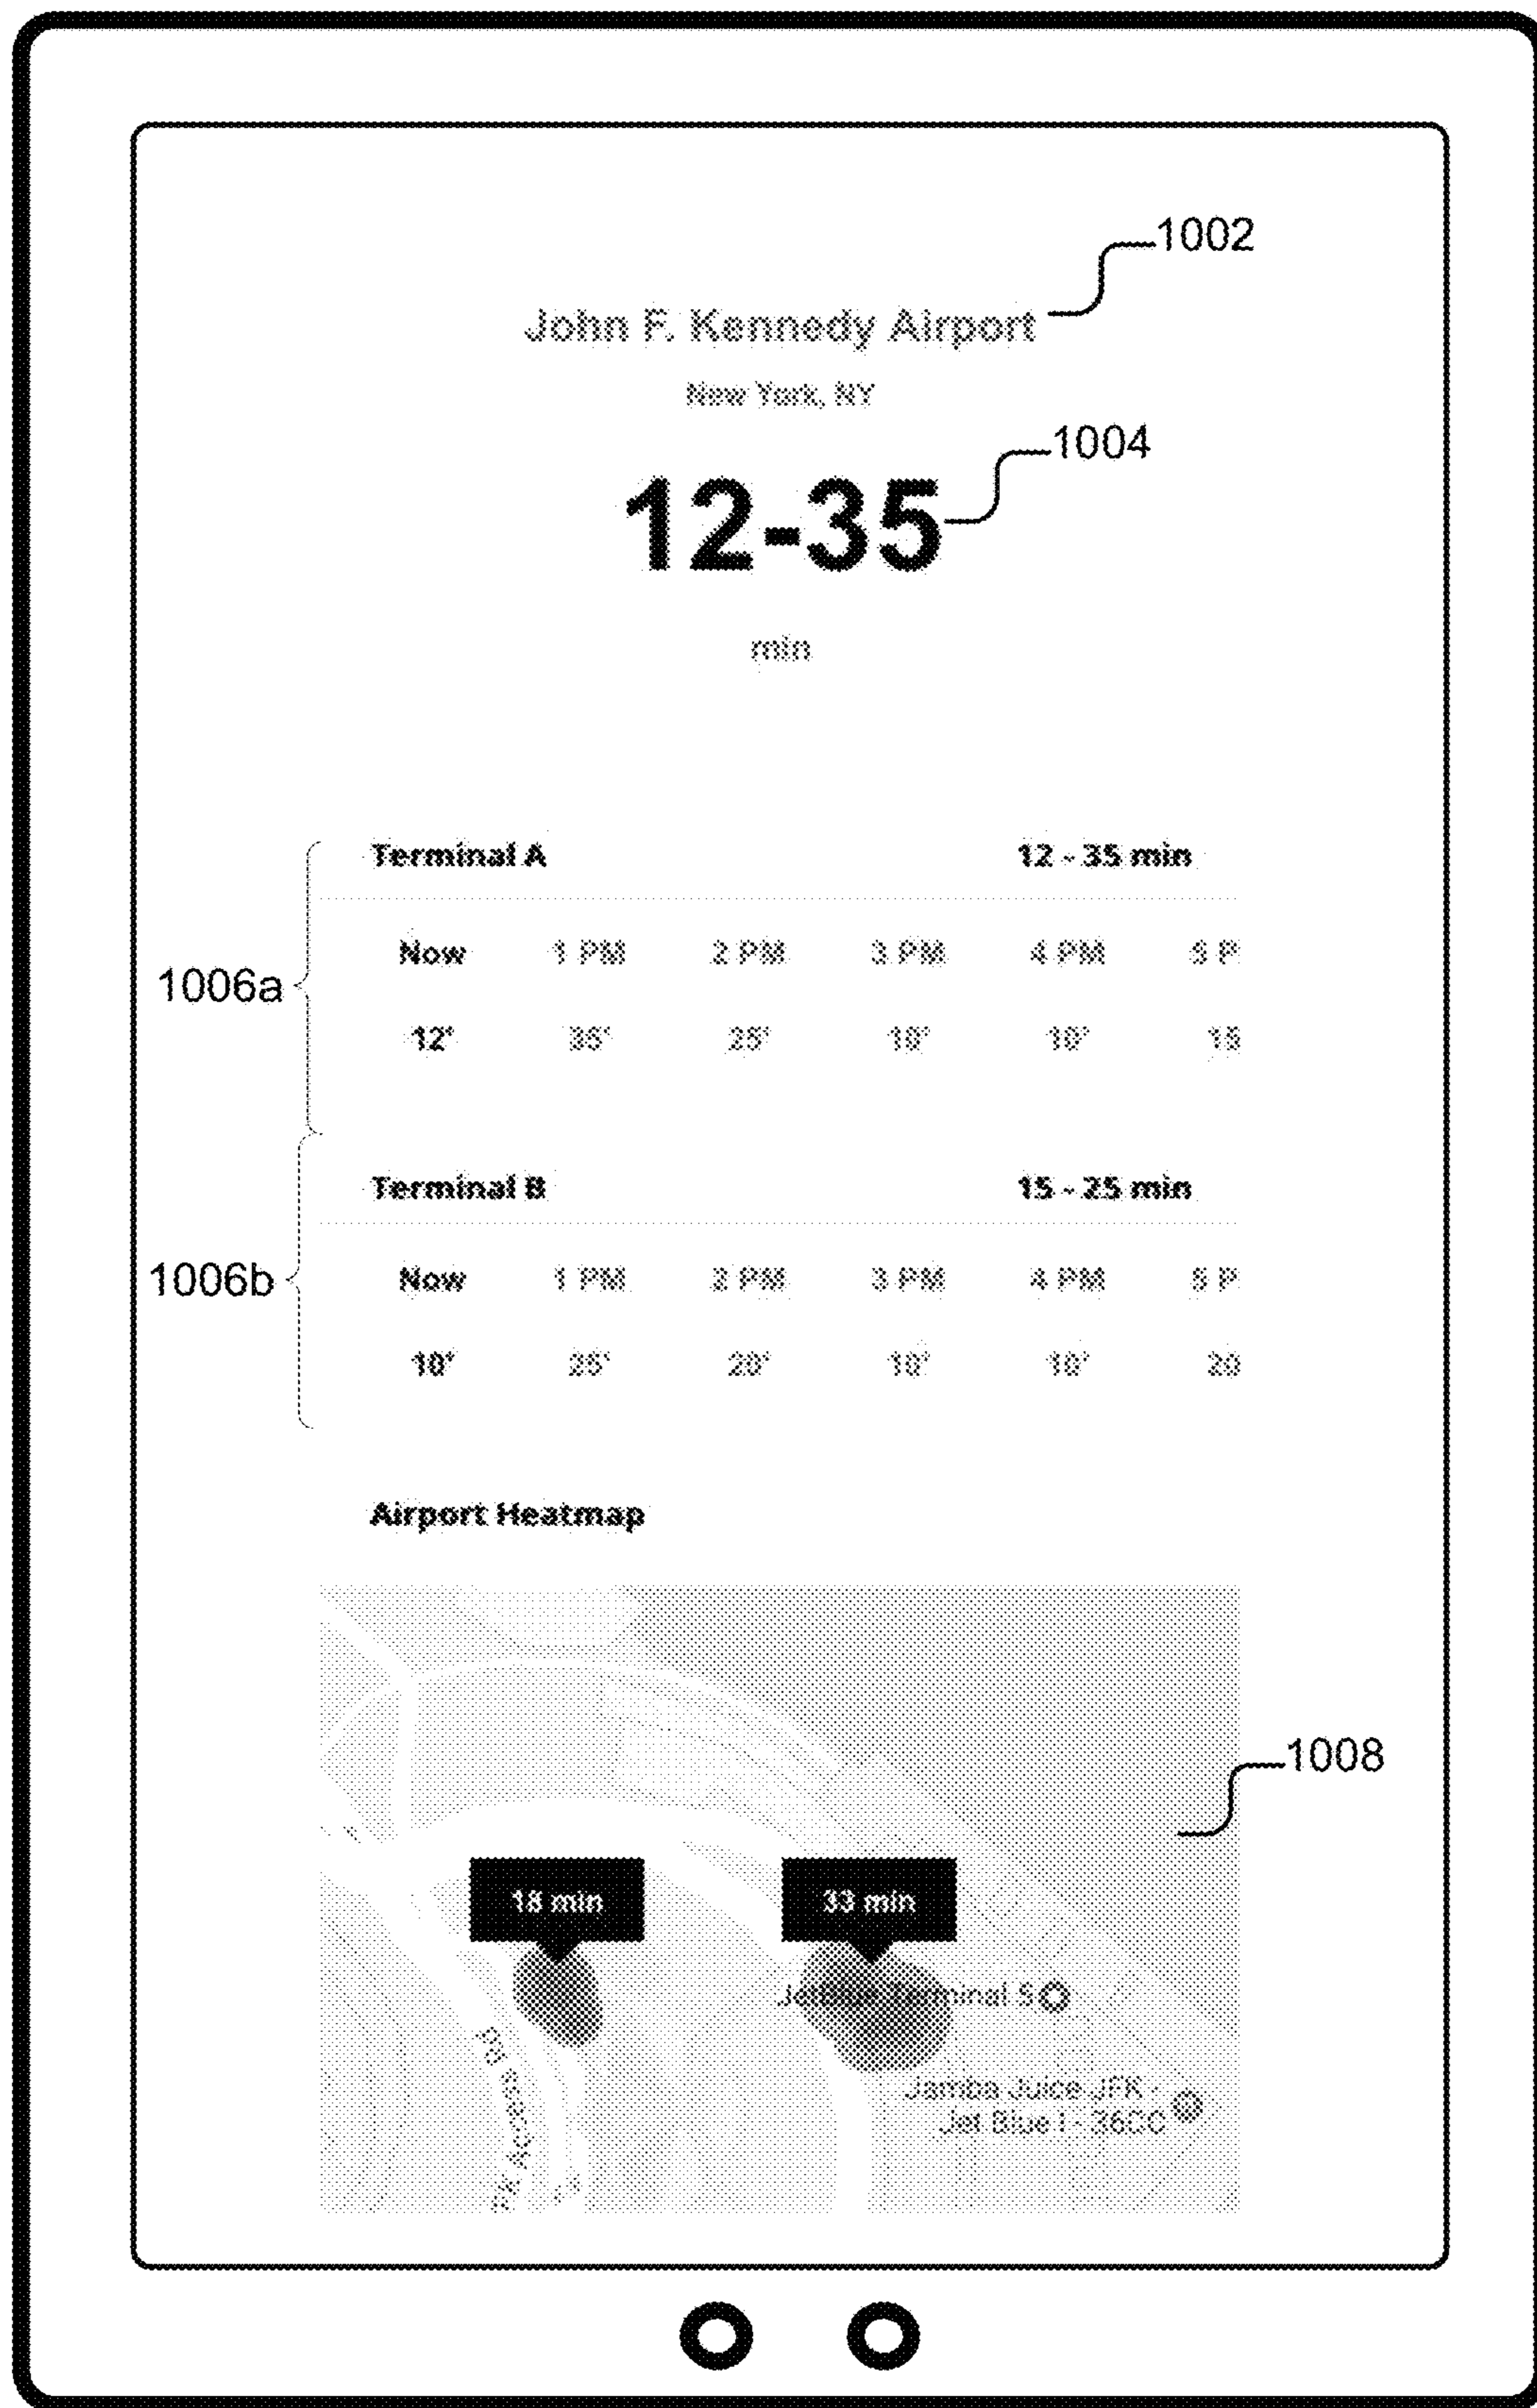 1002
John F. Kennedy Airport
New York, NY
1004
12-35
min
Terminal A 12 - 35 min
Now 1 PM 2 PM 3 PM 4 PM 5 P
1006a
12' 35' 25' 10' 10' 15
Terminal B 15 - 25 min
1006b
Now 1 PM 2 PM 3 PM 4 PM 5 P
10' 25' 20' 10' 10' 20
Airport Heatmap
1008
18 min 33 min
Terminal 5
Jamba Juice JFK -
Jet Blue I - 36CC
Access